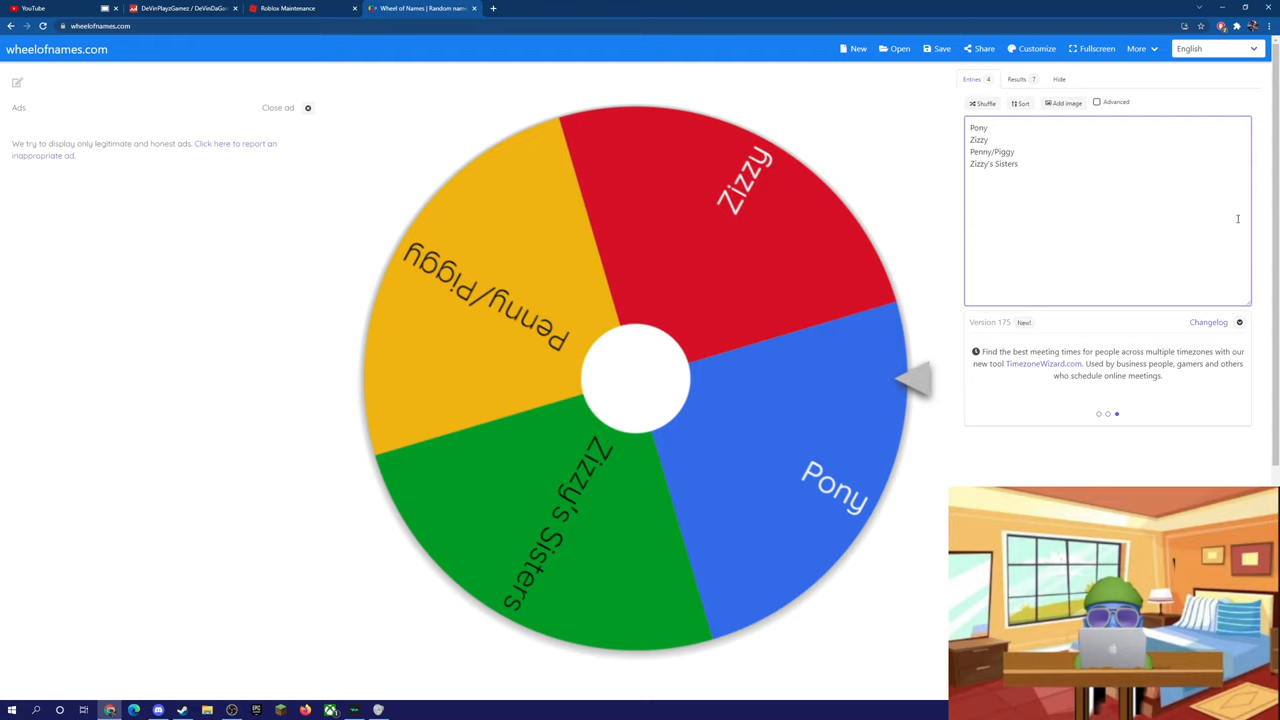 YouTube
DeVinPlayzGamez / DeVinDaGam
Roblox Maintenance
Wheel of Names | Random name
wheelofnames.com
wheelofnames.com
New
Open
Save
Share
Customize
Fullscreen
More
English
Ads
Close ad
We try to display only legitimate and honest ads. Click here to report an
inappropriate ad.
Zizzy
Penny/Piggy
Zizzy's Sisters
Pony
Entries 4
Results 7
Hide
Shuffle
Sort
Add image
Advanced
Pony
Zizzy
Penny/Piggy
Zizzy's Sisters
Version 175 New!
Changelog
Find the best meeting times for people across multiple timezones with our
new tool TimezoneWizard.com. Used by business people, gamers and others
who schedule online meetings.
EPIC